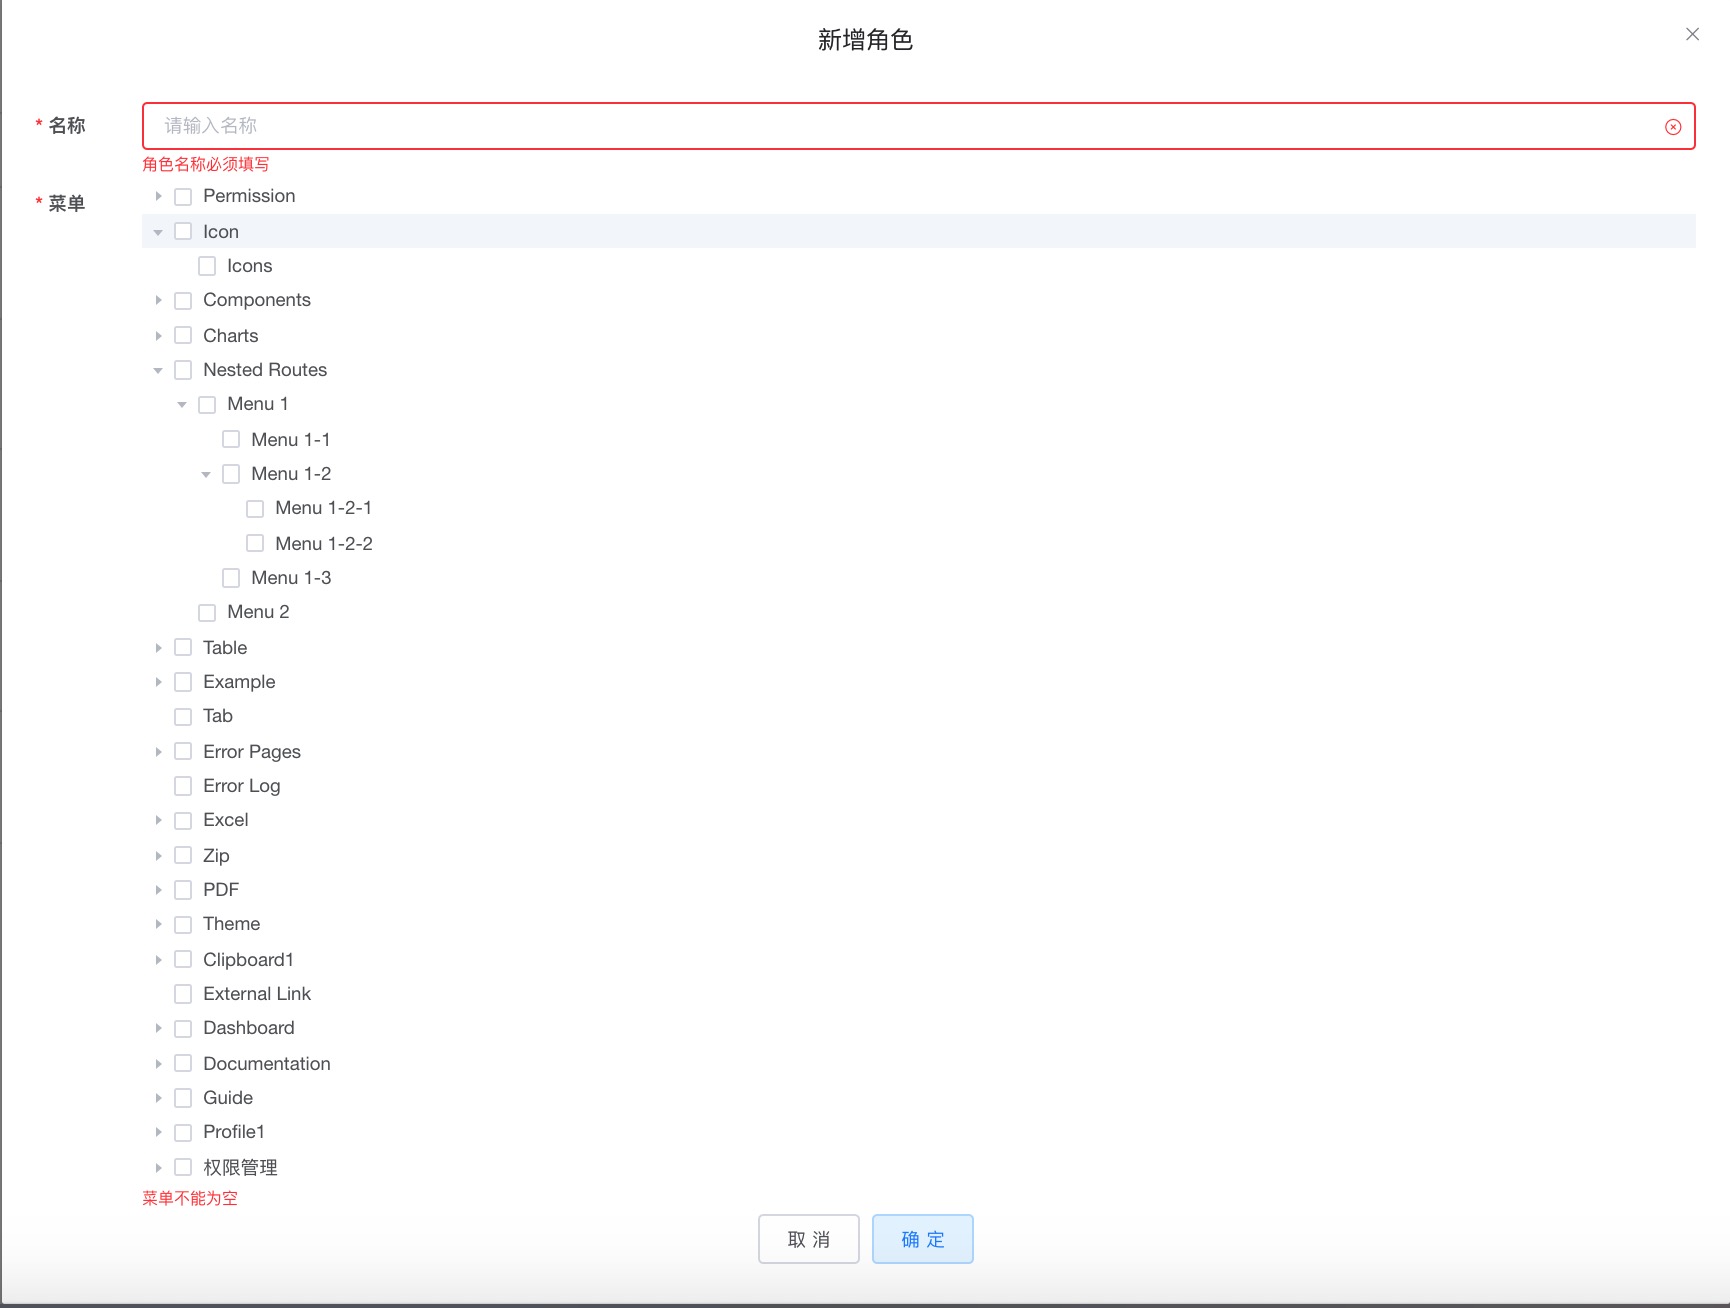 新增角色
* 名称
请输入名称
角色名称必须填写
* 菜单
Permission
Icon
Icons
Components
Charts
Nested Routes
Menu 1
Menu 1-1
Menu 1-2
Menu 1-2-1
Menu 1-2-2
Menu 1-3
Menu 2
Table
Example
Tab
Error Pages
Error Log
Excel
Zip
PDF
Theme
Clipboard1
External Link
Dashboard
Documentation
Guide
Profile1
权限管理
菜单不能为空
取 消
确 定